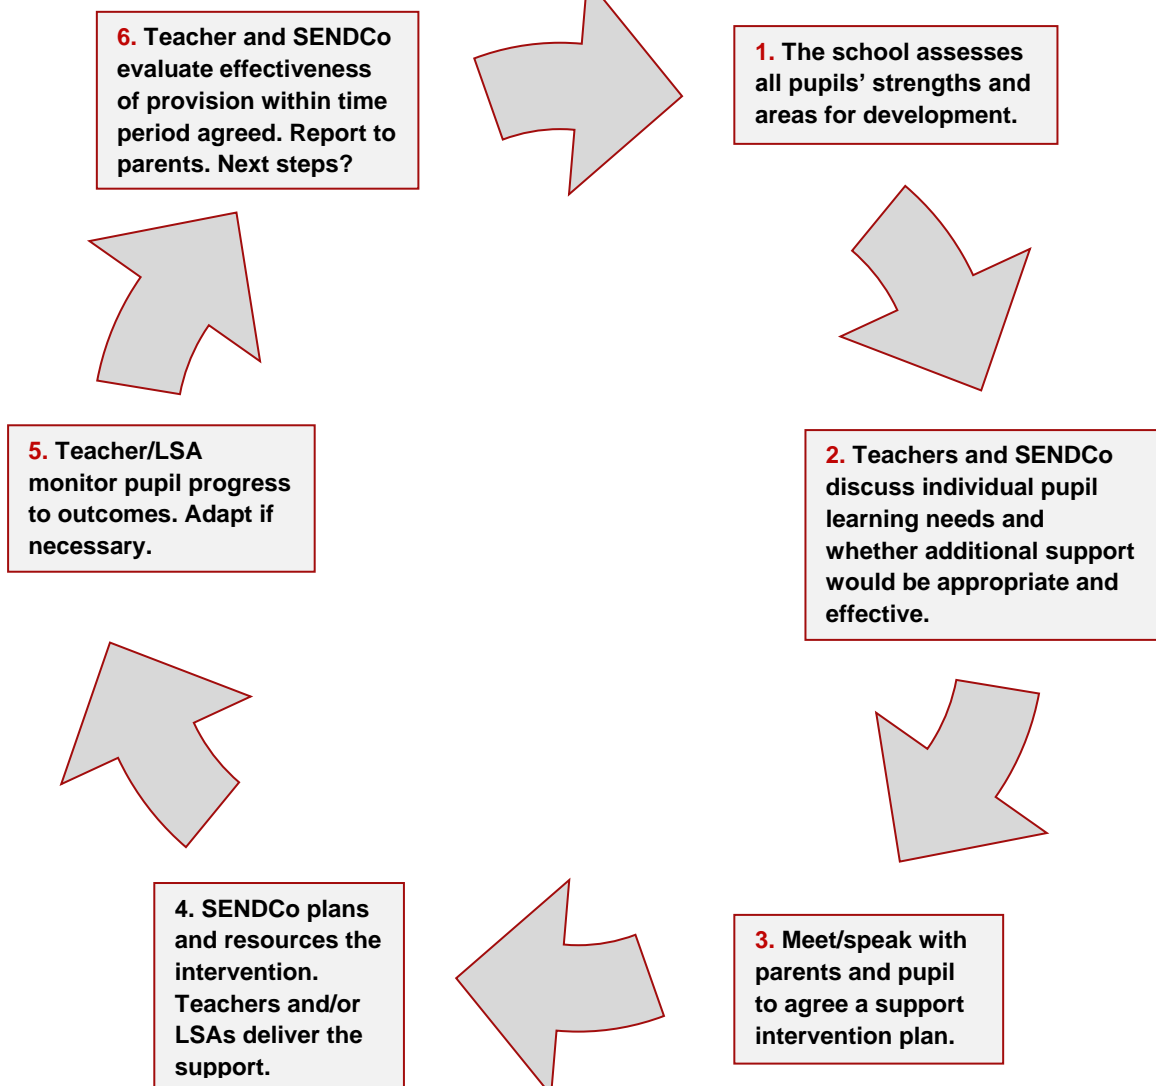 1. The school assesses
all pupils’ strengths and
areas for development.
2. Teachers and SENDCo
discuss individual pupil
learning needs and
whether additional support
would be appropriate and
effective.
3. Meet/speak with
parents and pupil
to agree a support
intervention plan.
4. SENDCo plans
and resources the
intervention.
Teachers and/or
LSAs deliver the
support.
5. Teacher/LSA
monitor pupil progress
to outcomes. Adapt if
necessary.
6. Teacher and SENDCo
evaluate effectiveness
of provision within time
period agreed. Report to
parents. Next steps?